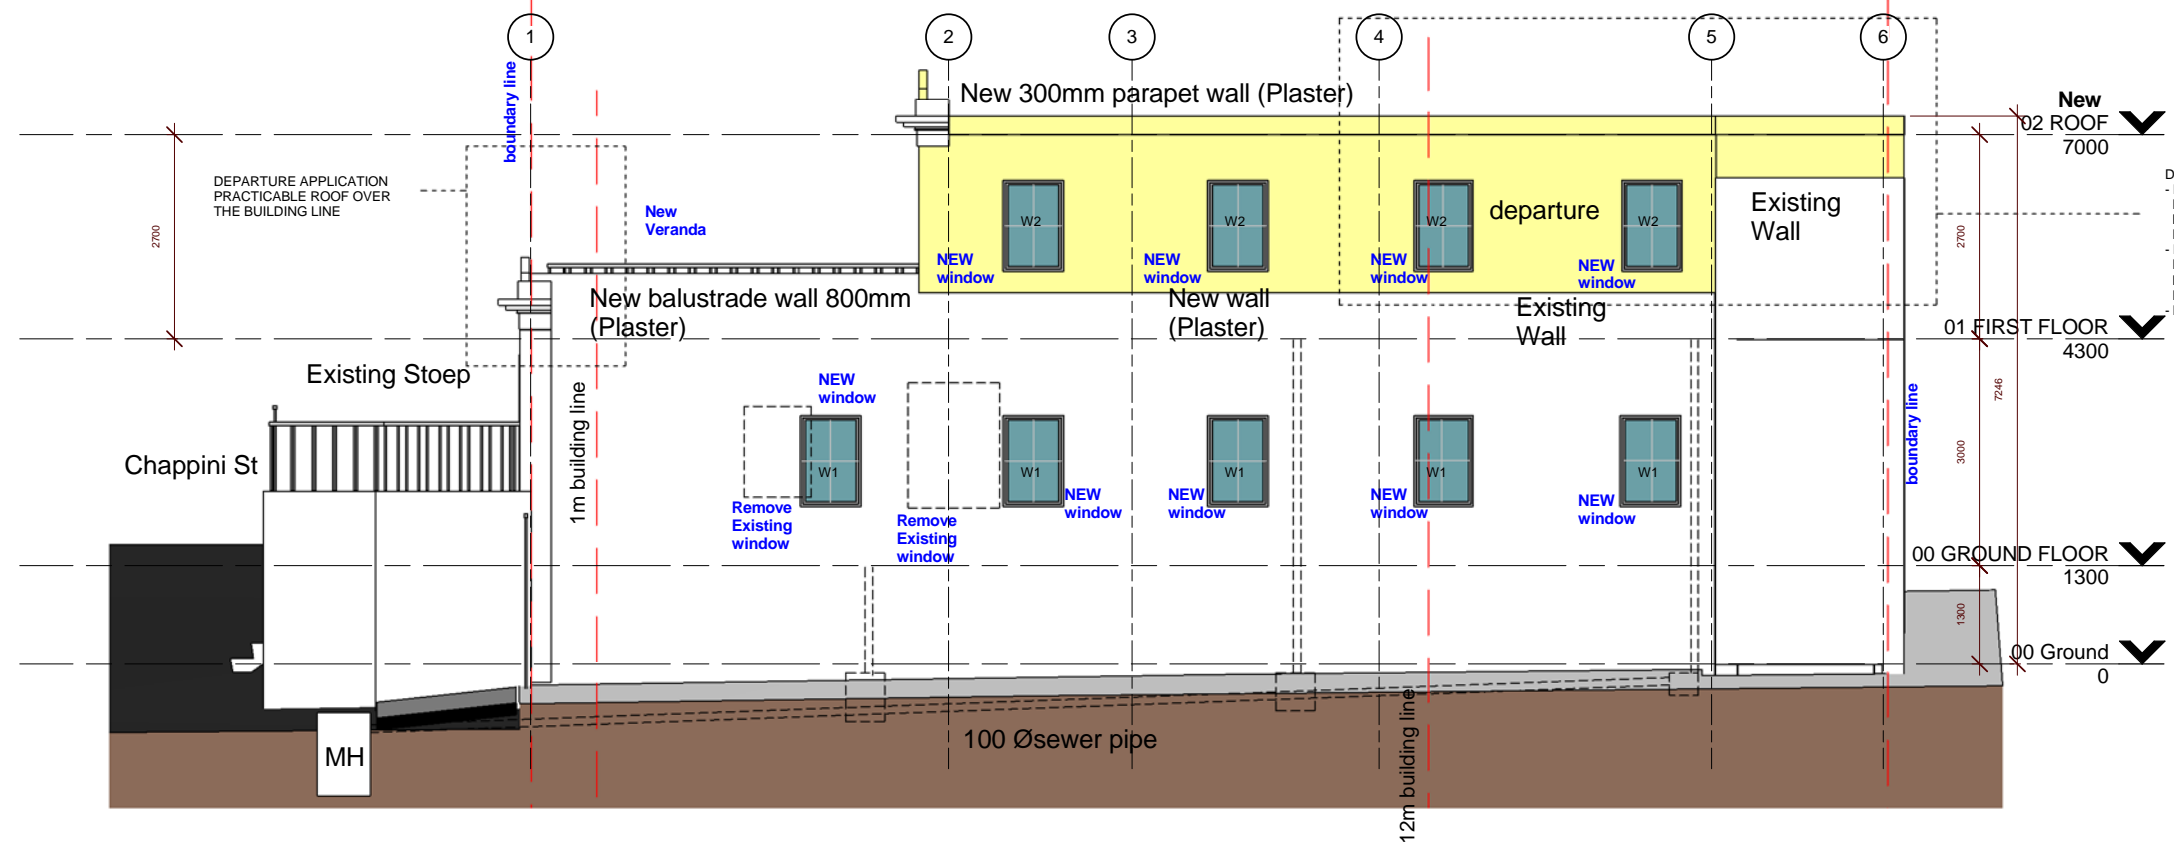 1
2
3
4
5
6
boundary line
New 300mm parapet wall (Plaster)
New
02 ROOF
7000
DEPARTURE APPLICATION
PRACTICABLE ROOF OVER
THE BUILDING LINE
2700
New
Veranda
W2
W2
W2
W2
departure
Existing
Wall
2700
NEW
window
NEW
window
NEW
window
NEW
window
New balustrade wall 800mm
(Plaster)
New wall
(Plaster)
Existing
Wall
01 FIRST FLOOR
4300
Existing Stoep
NEW
window
7246
1m building line
boundary line
Chappini St
W1
W1
W1
W1
W1
3000
Remove
Existing
window
Remove
Existing
window
NEW
window
NEW
window
NEW
window
NEW
window
00 GROUND FLOOR
1300
1300
00 Ground
0
MH
100 Øsewer pipe
12m building line